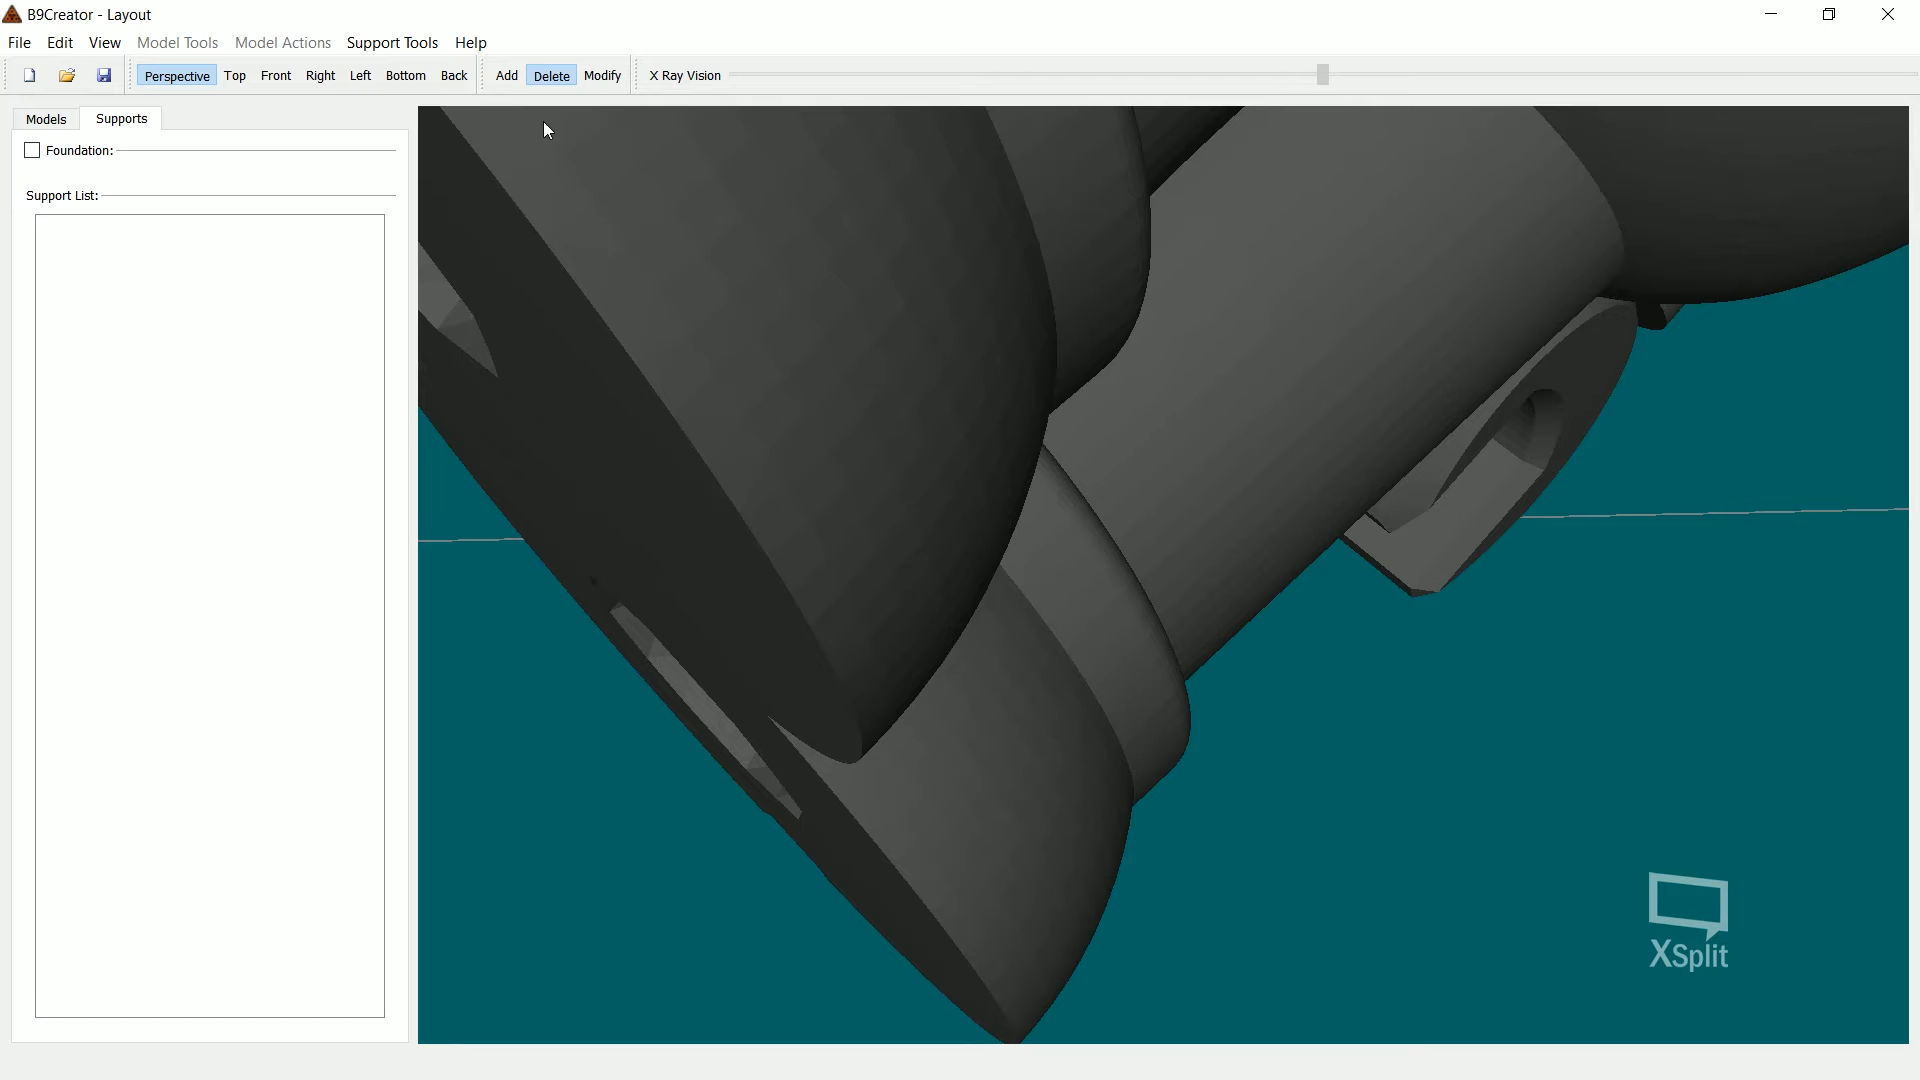 B9Creator - Layout
File Edit View Model Tools Model Actions Support Tools Help
Perspective Top Front Right Left Bottom Back Add Delete Modify X Ray Vision
Models Supports
Foundation:
Support List:
XSplit